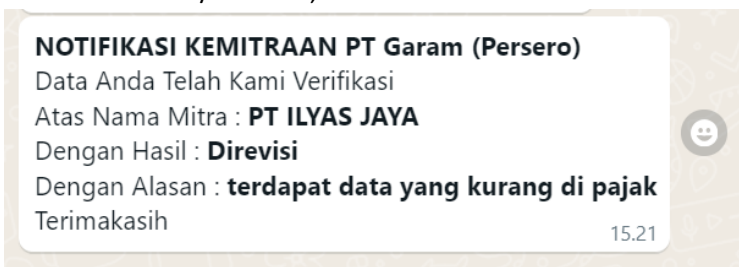 NOTIFIKASI KEMITRAAN PT Garam (Persero)
Data Anda Telah Kami Verifikasi
Atas Nama Mitra : PT ILYAS JAYA
Dengan Hasil : Direvisi
Dengan Alasan : terdapat data yang kurang di pajak
Terimakasih
15.21